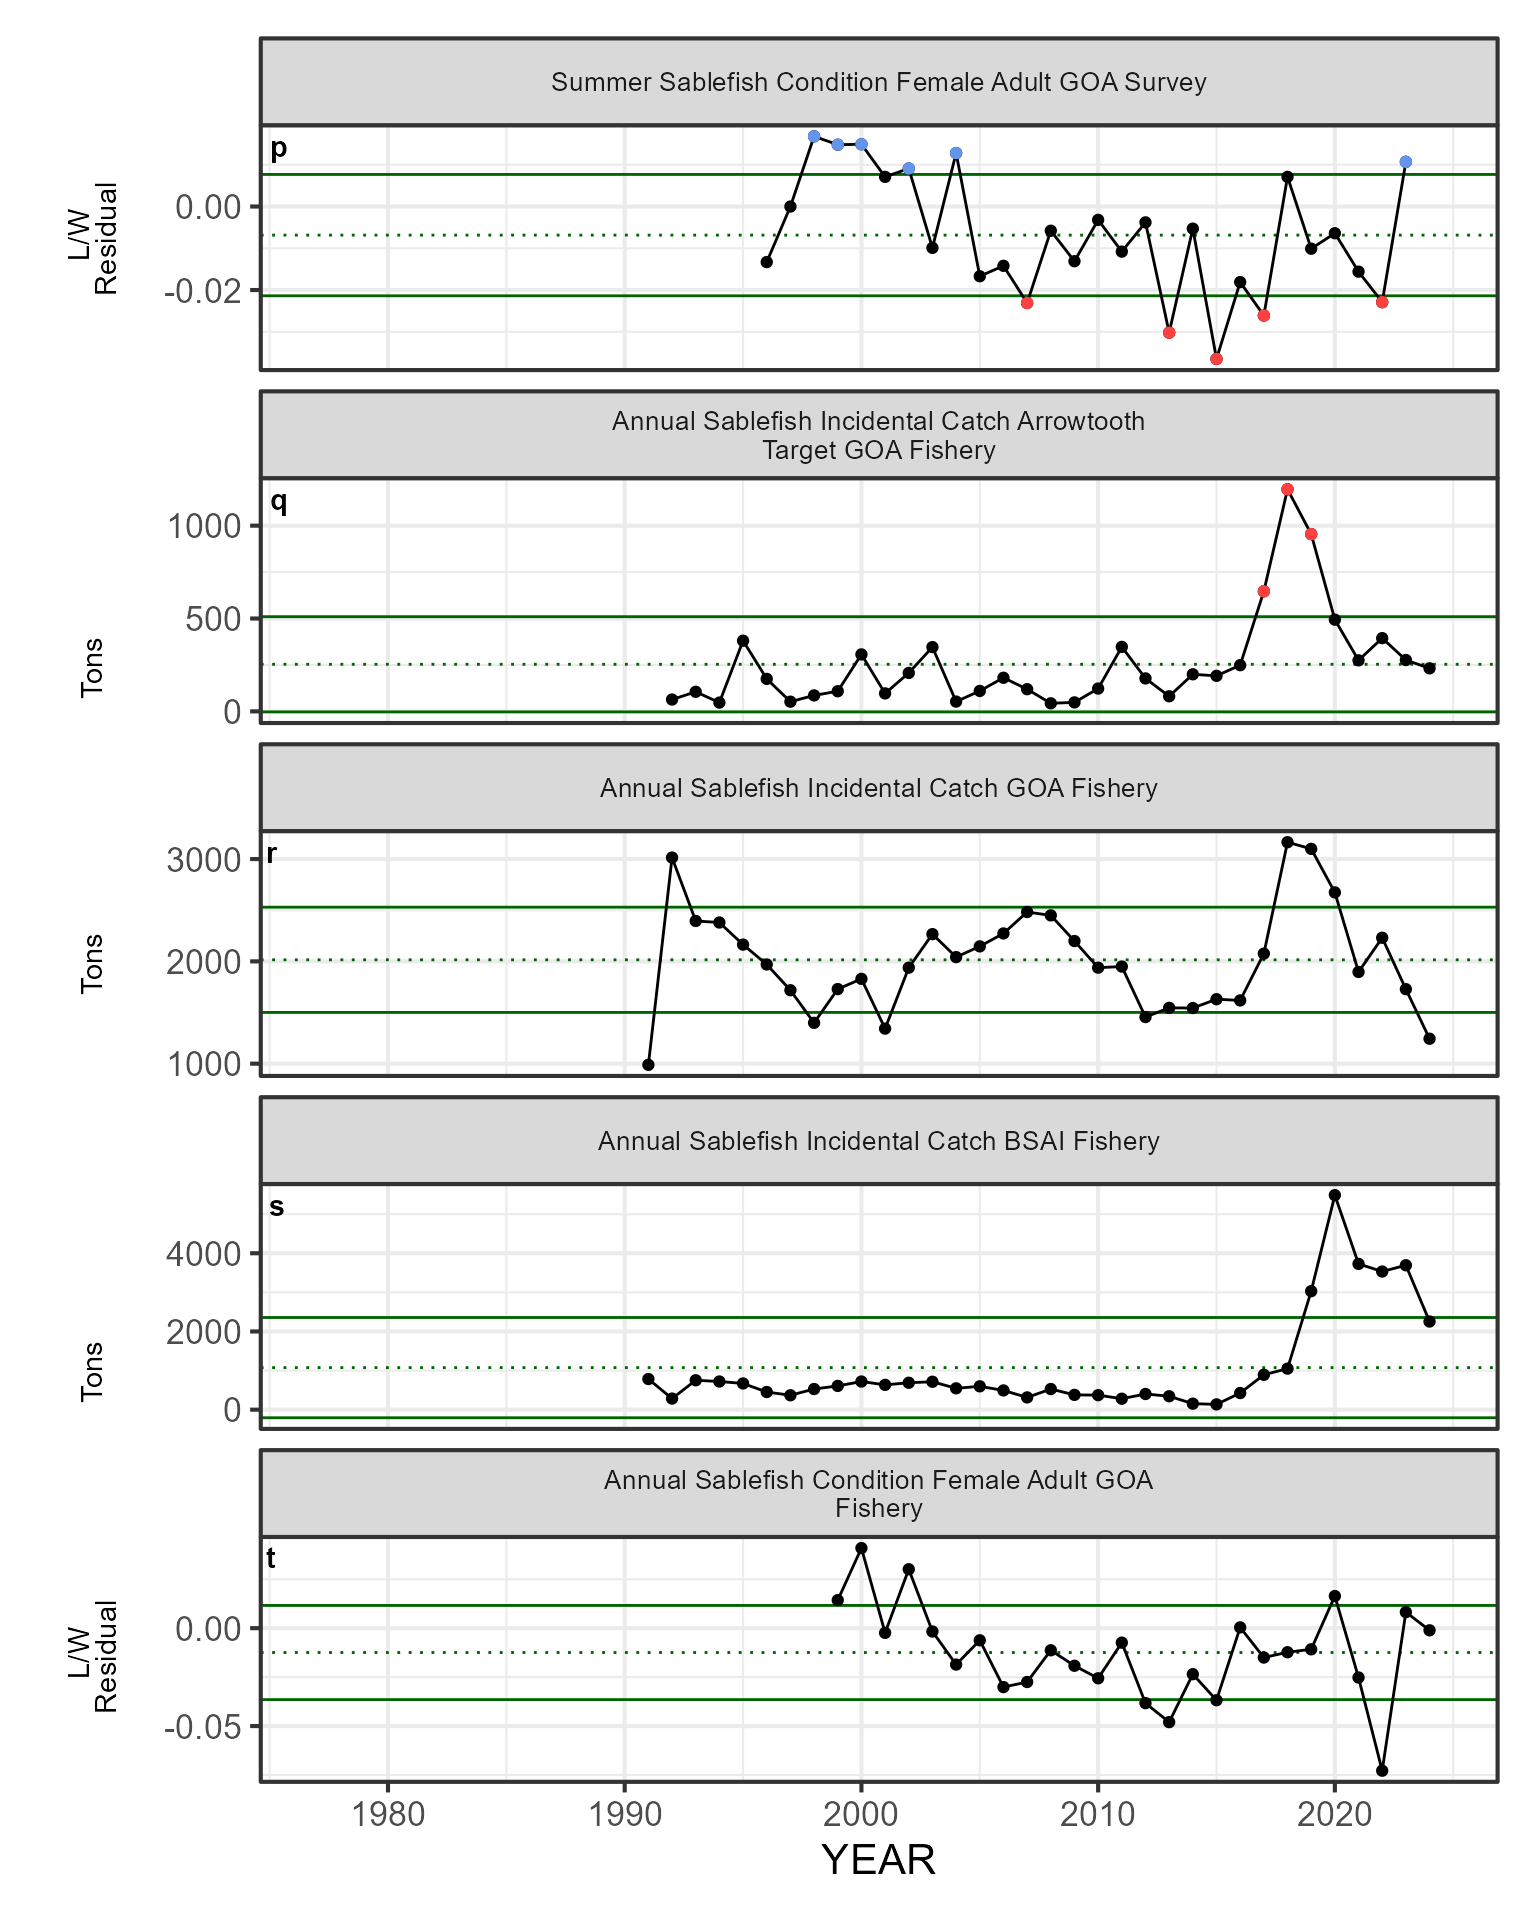 Summer Sablefish Condition Female Adult GOA Survey
p
L/W
Residual
0.00
-0.02
Annual Sablefish Incidental Catch Arrowtooth
Target GOA Fishery
q
Tons
1000
500
0
Annual Sablefish Incidental Catch GOA Fishery
r
Tons
3000
2000
1000
Annual Sablefish Incidental Catch BSAI Fishery
s
Tons
4000
2000
0
Annual Sablefish Condition Female Adult GOA
Fishery
t
L/W
Residual
0.00
-0.05
1980 1990 2000 2010 2020
YEAR